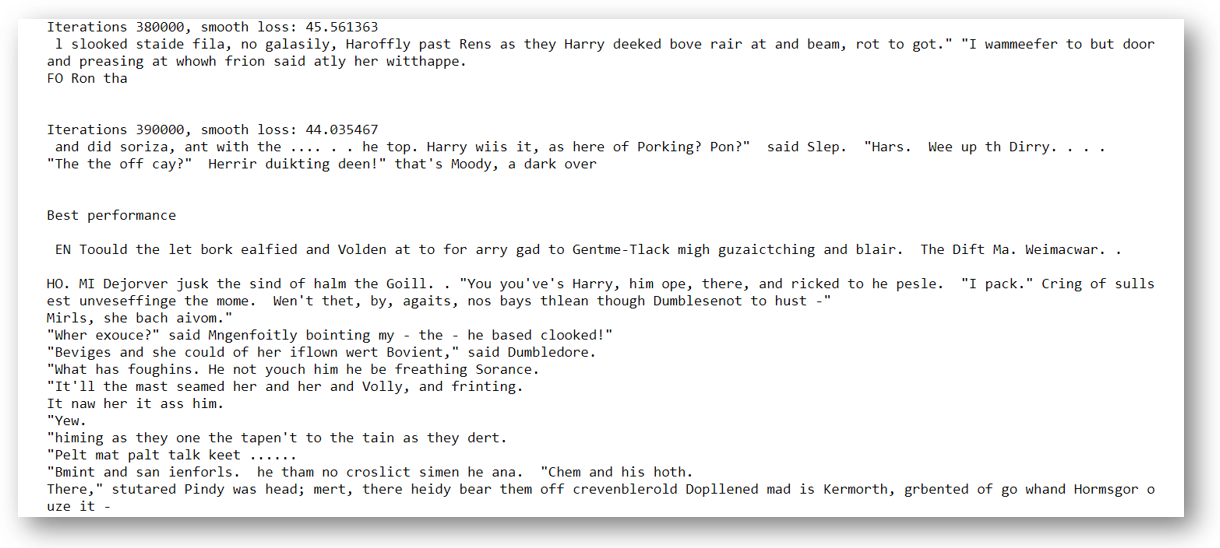 Iterations 380000, smooth loss: 45.561363
l slooked staide fila, no galasily, Haroffly past Rens as they Harry deeked bove rair at and beam, rot to got." "I wammeefer to but door
and preasing at whowh frion said atly her witthappe.
FO Ron tha
Iterations 390000, smooth loss: 44.035467
and did soriza, ant with the .... . . he top. Harry wiis it, as here of Porking? Pon?"  said Slep.  "Hars.  Wee up th Dirry. . . .
"The the off cay?"  Herrir duikting deen!" that's Moody, a dark over
Best performance
EN Toould the let bork ealfied and Volden at to for arry gad to Gentme-Tlack migh guzaictching and blair.  The Dift Ma. Weimacwar. .
HO. MI Dejorver jusk the sind of halm the Goill. . "You you've's Harry, him ope, there, and ricked to he pesle.  "I pack." Cring of sulls
est unveseffinge the mome.  Wen't thet, by, agaits, nos bays thlean though Dumblesenot to hust -"
Mirls, she bach aivom."
"Wher exouce?" said Mngenfoitly bointing my - the - he based clooked!"
"Beviges and she could of her iflown wert Bovient," said Dumbledore.
"What has foughins. He not youch him he be freathing Sorance.
"It'll the mast seamed her and her and Volly, and frinting.
It naw her it ass him.
"Yew.
"himing as they one the tapen't to the tain as they dert.
"Pelt mat palt talk keet ......
"Bmint and san ienforls.  he tham no croslict simen he ana.  "Chem and his hoth.
There," stutared Pindy was head; mert, there heidy bear them off crevenblerold Dopllened mad is Kermorth, grbented of go whand Hormsgor o
uze it -